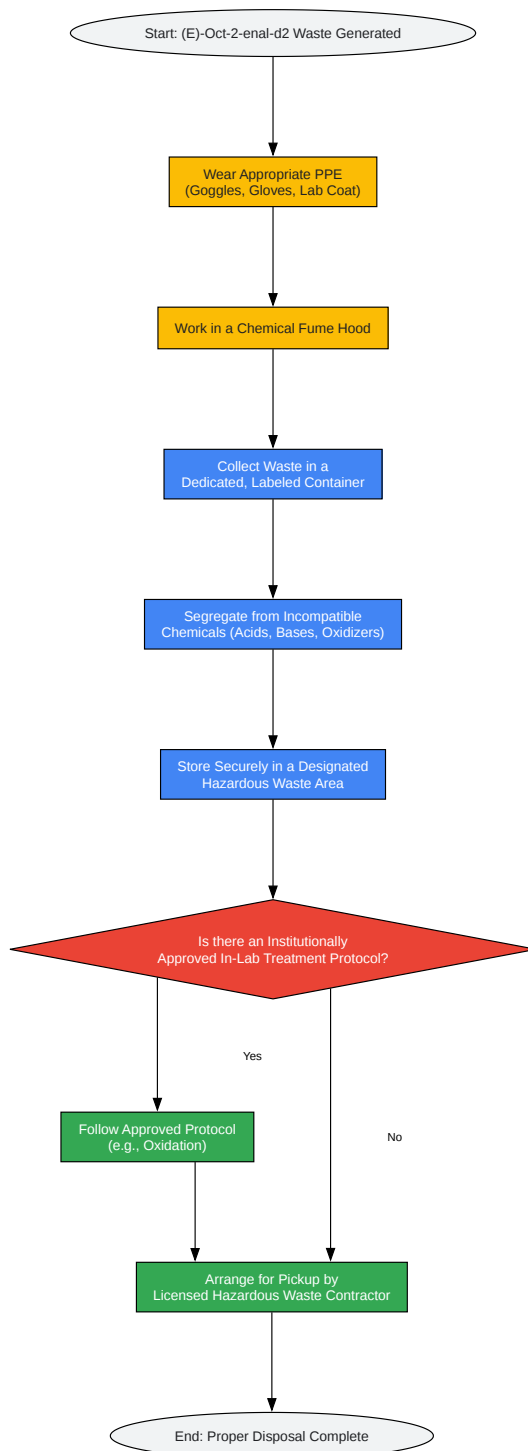 Start: (E)-Oct-2-enal-d2 Waste Generated
Wear Appropriate PPE
(Goggles, Gloves, Lab Coat)
Work in a Chemical Fume Hood
Collect Waste in a
Dedicated, Labeled Container
Segregate from Incompatible
Chemicals (Acids, Bases, Oxidizers)
Store Securely in a Designated
Hazardous Waste Area
Is there an Institutionally
Approved In-Lab Treatment Protocol?
Yes
Follow Approved Protocol
(e.g., Oxidation)
No
Arrange for Pickup by
Licensed Hazardous Waste Contractor
End: Proper Disposal Complete